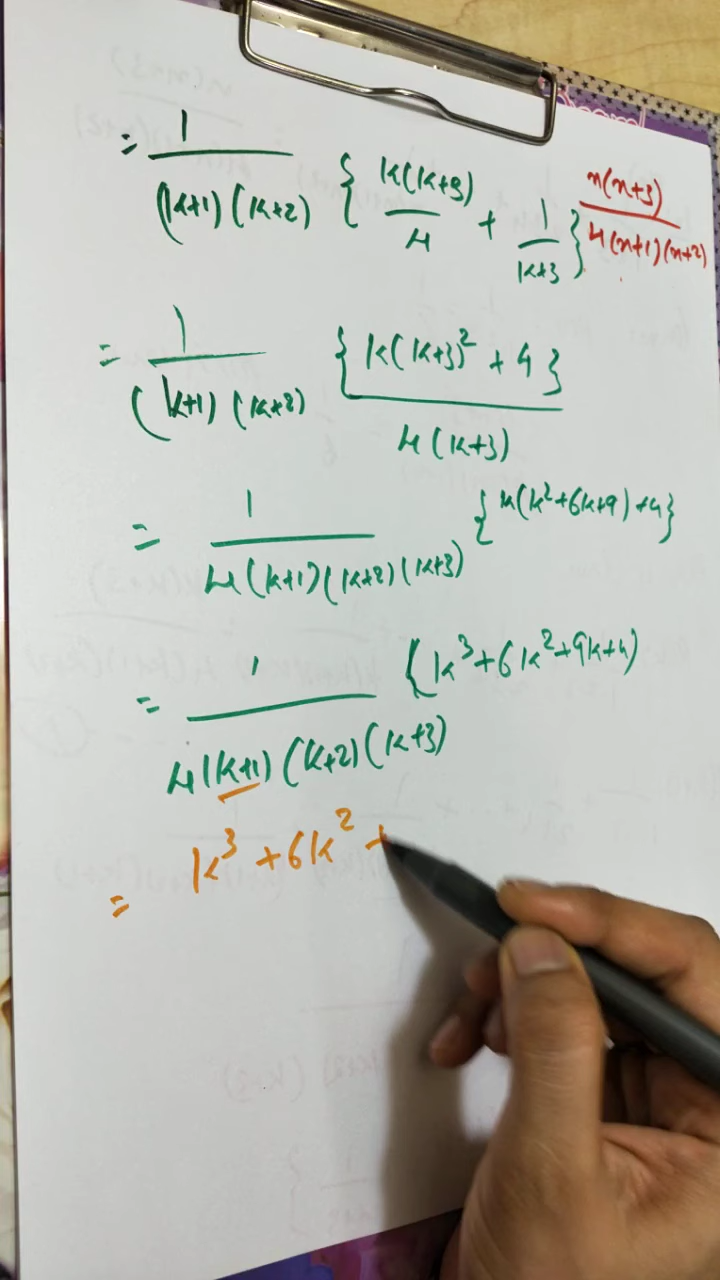 = 1/((k+1)(k+2)) { k(k+3)/4 + 1/(k+3) }
n(n+3)/(4(n+1)(n+2))
= 1/((k+1)(k+2)) {k(k+3)² + 4}/(4(k+3))
= 1/(4(k+1)(k+2)(k+3)) {k(k²+6k+9)+4}
= 1/(4(k+1)(k+2)(k+3)) (k³+6k²+9k+4)
= k³ + 6k² +